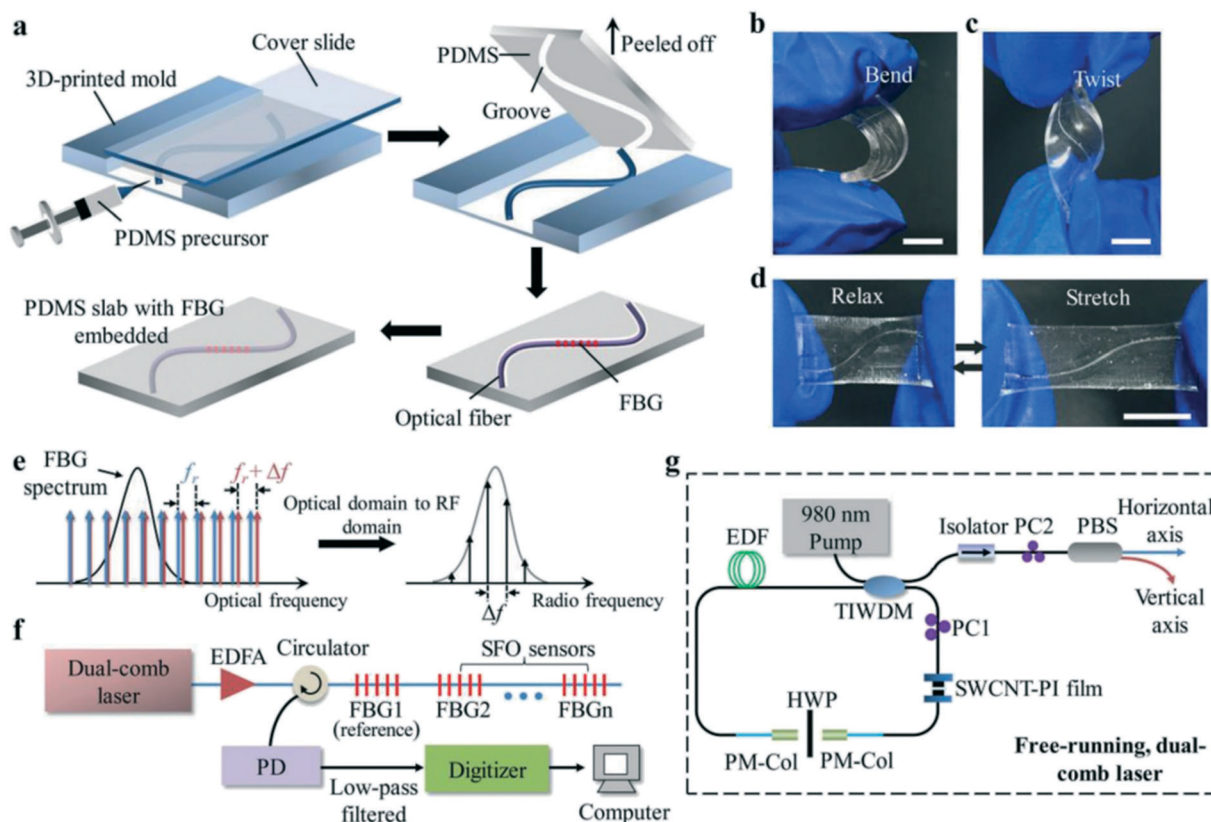 a
3D-printed mold
Cover slide
PDMS precursor
PDMS
Groove
Peeled off
PDMS slab with FBG
embedded
Optical fiber
FBG
b
Bend
c
Twist
d
Relax
Stretch
e
FBG
spectrum
fr
fr + Δf
Optical frequency
Optical domain to RF
domain
Δf
Radio frequency
f
Dual-comb
laser
EDFA
Circulator
SFO sensors
FBG1
(reference)
FBG2
FBGn
PD
Low-pass
filtered
Digitizer
Computer
g
EDF
980 nm
Pump
TIWDM
Isolator
PC2
PBS
Horizontal
axis
Vertical
axis
PC1
SWCNT-PI film
HWP
PM-Col
PM-Col
Free-running, dual-
comb laser